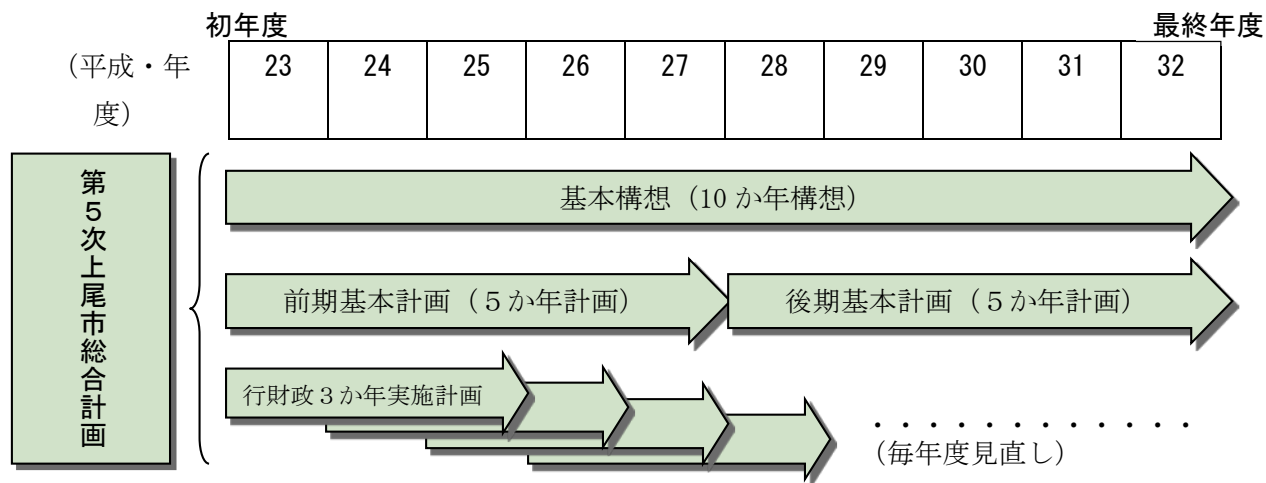 初年度
最終年度
(平成・年
度)
23 24 25 26 27 28 29 30 31 32
第5次上尾市総合計画
基本構想（10か年構想）
前期基本計画（５か年計画）
後期基本計画（５か年計画）
行財政３か年実施計画
・・・・・・・・・・・・・
（毎年度見直し）